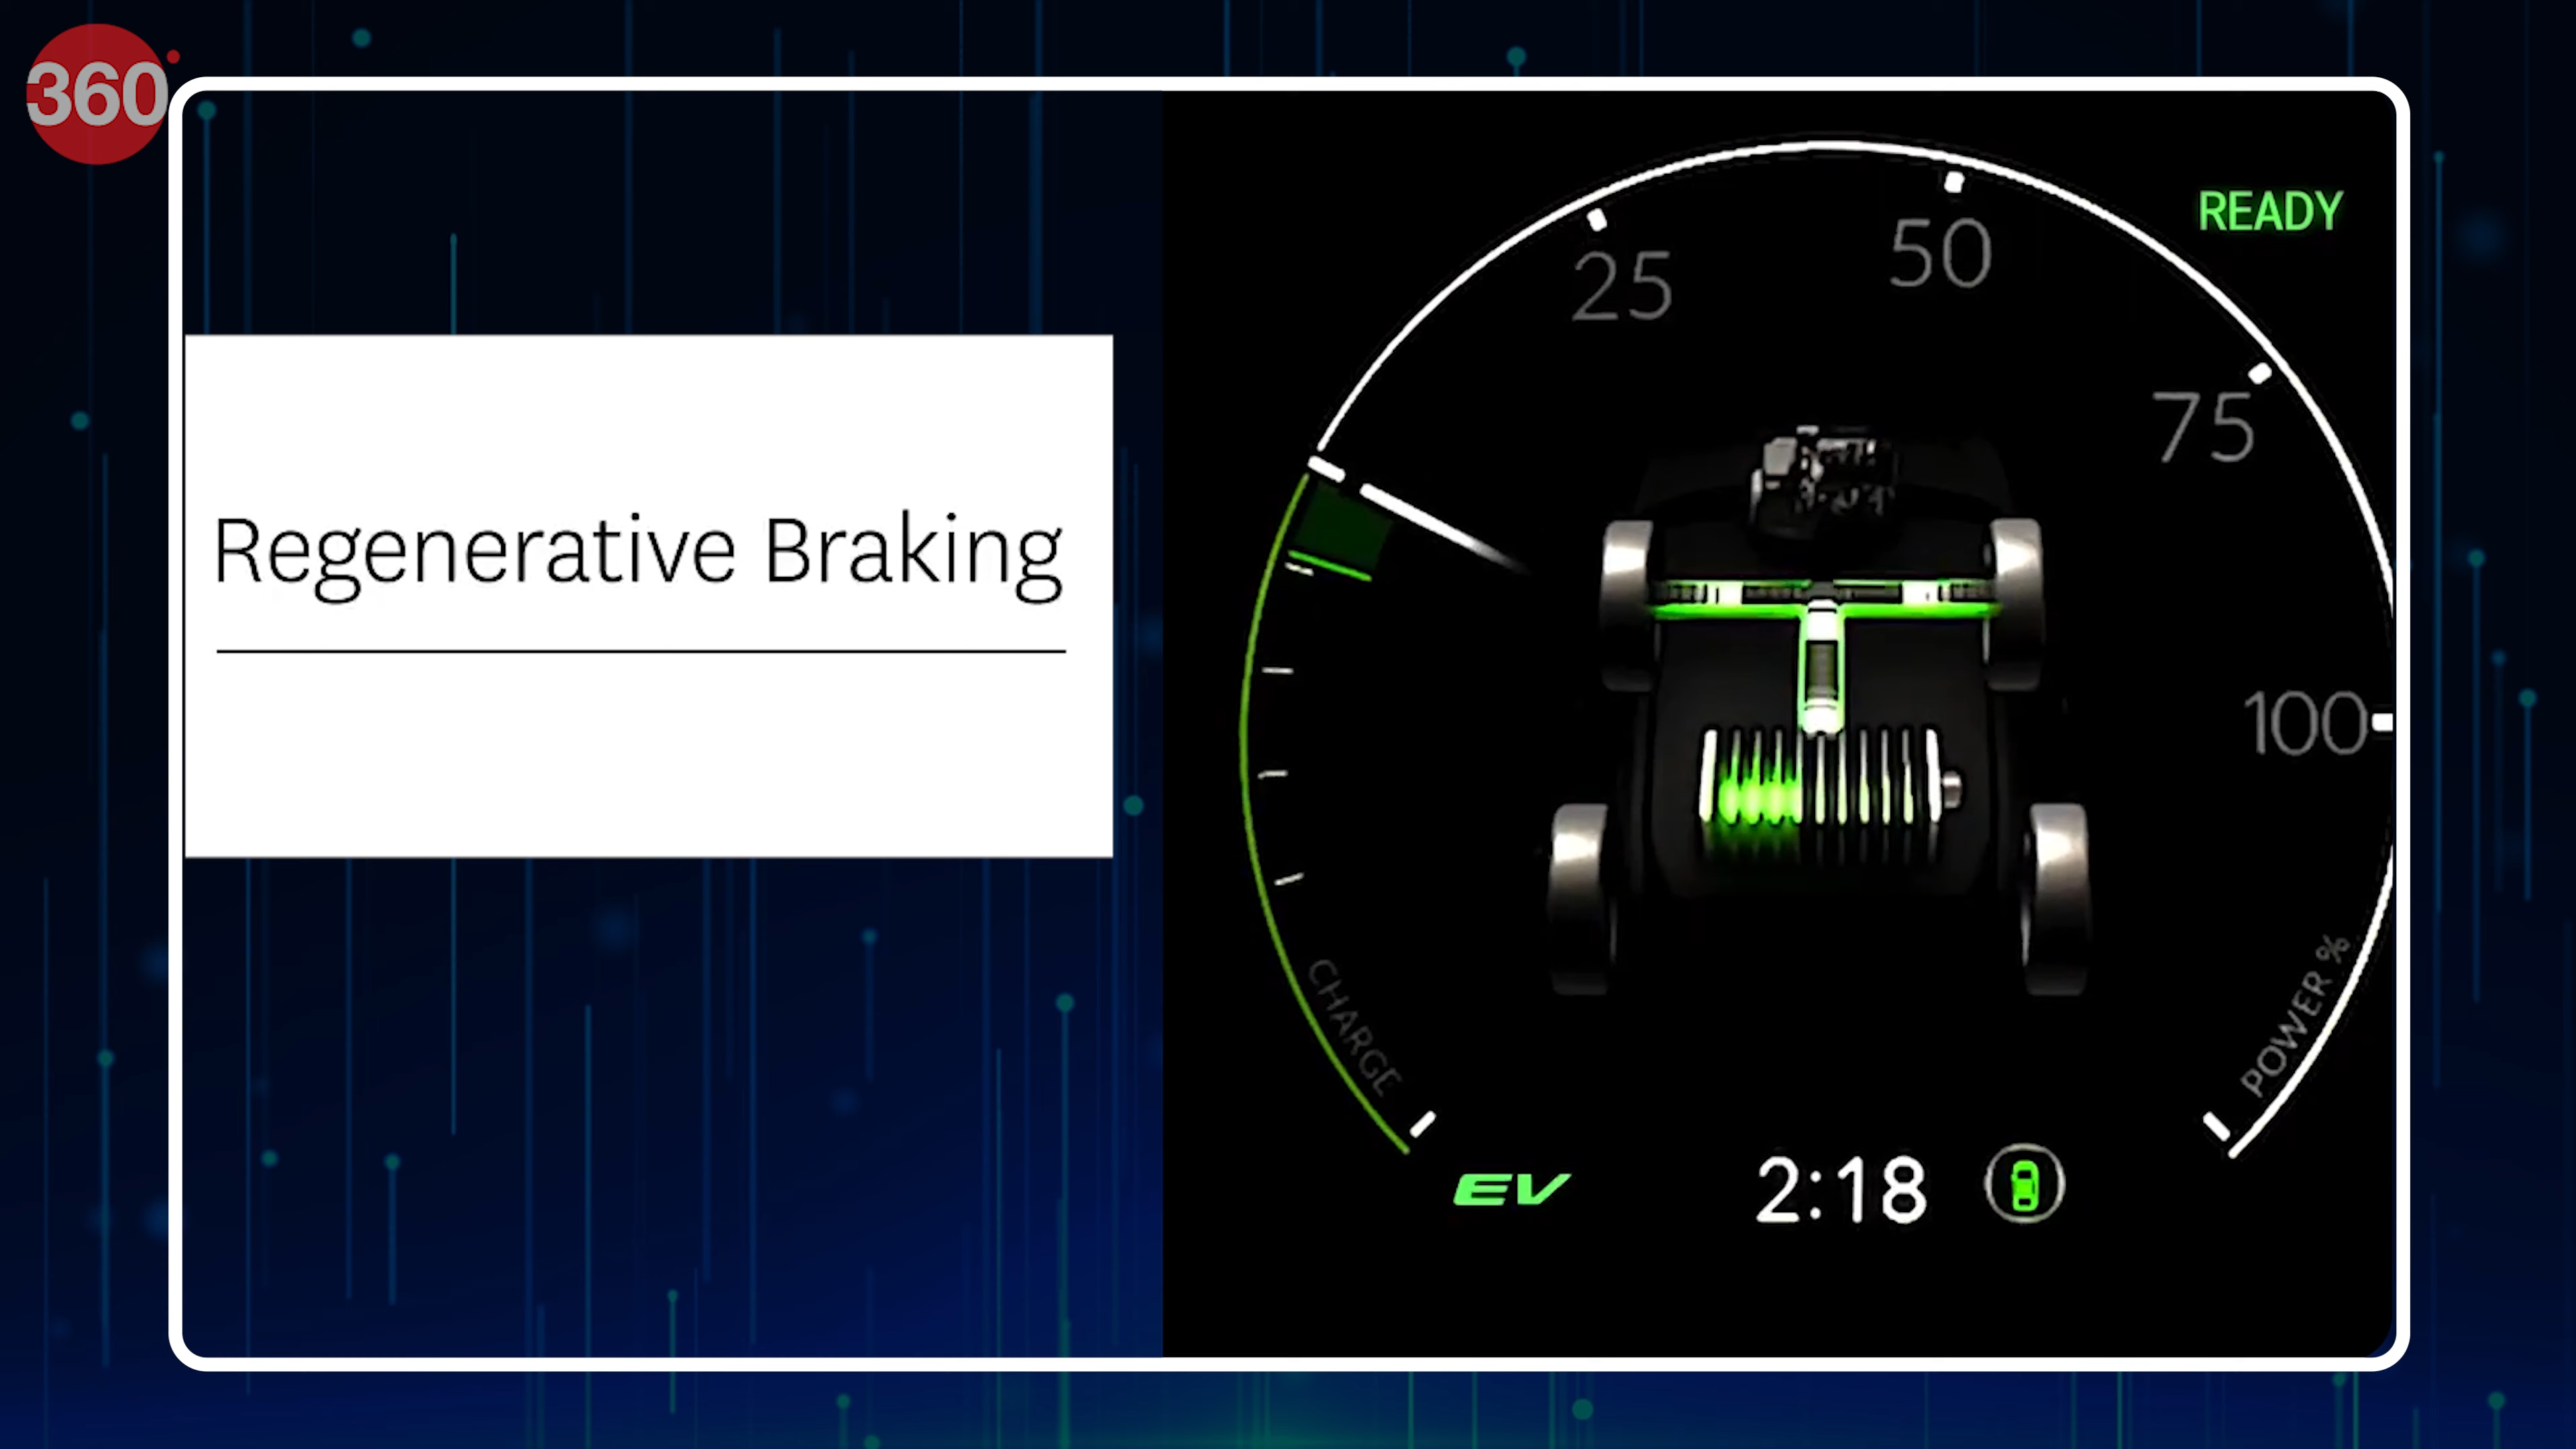 360
Regenerative Braking
READY
25
50
75
100
CHARGE
POWER %
EV
2:18